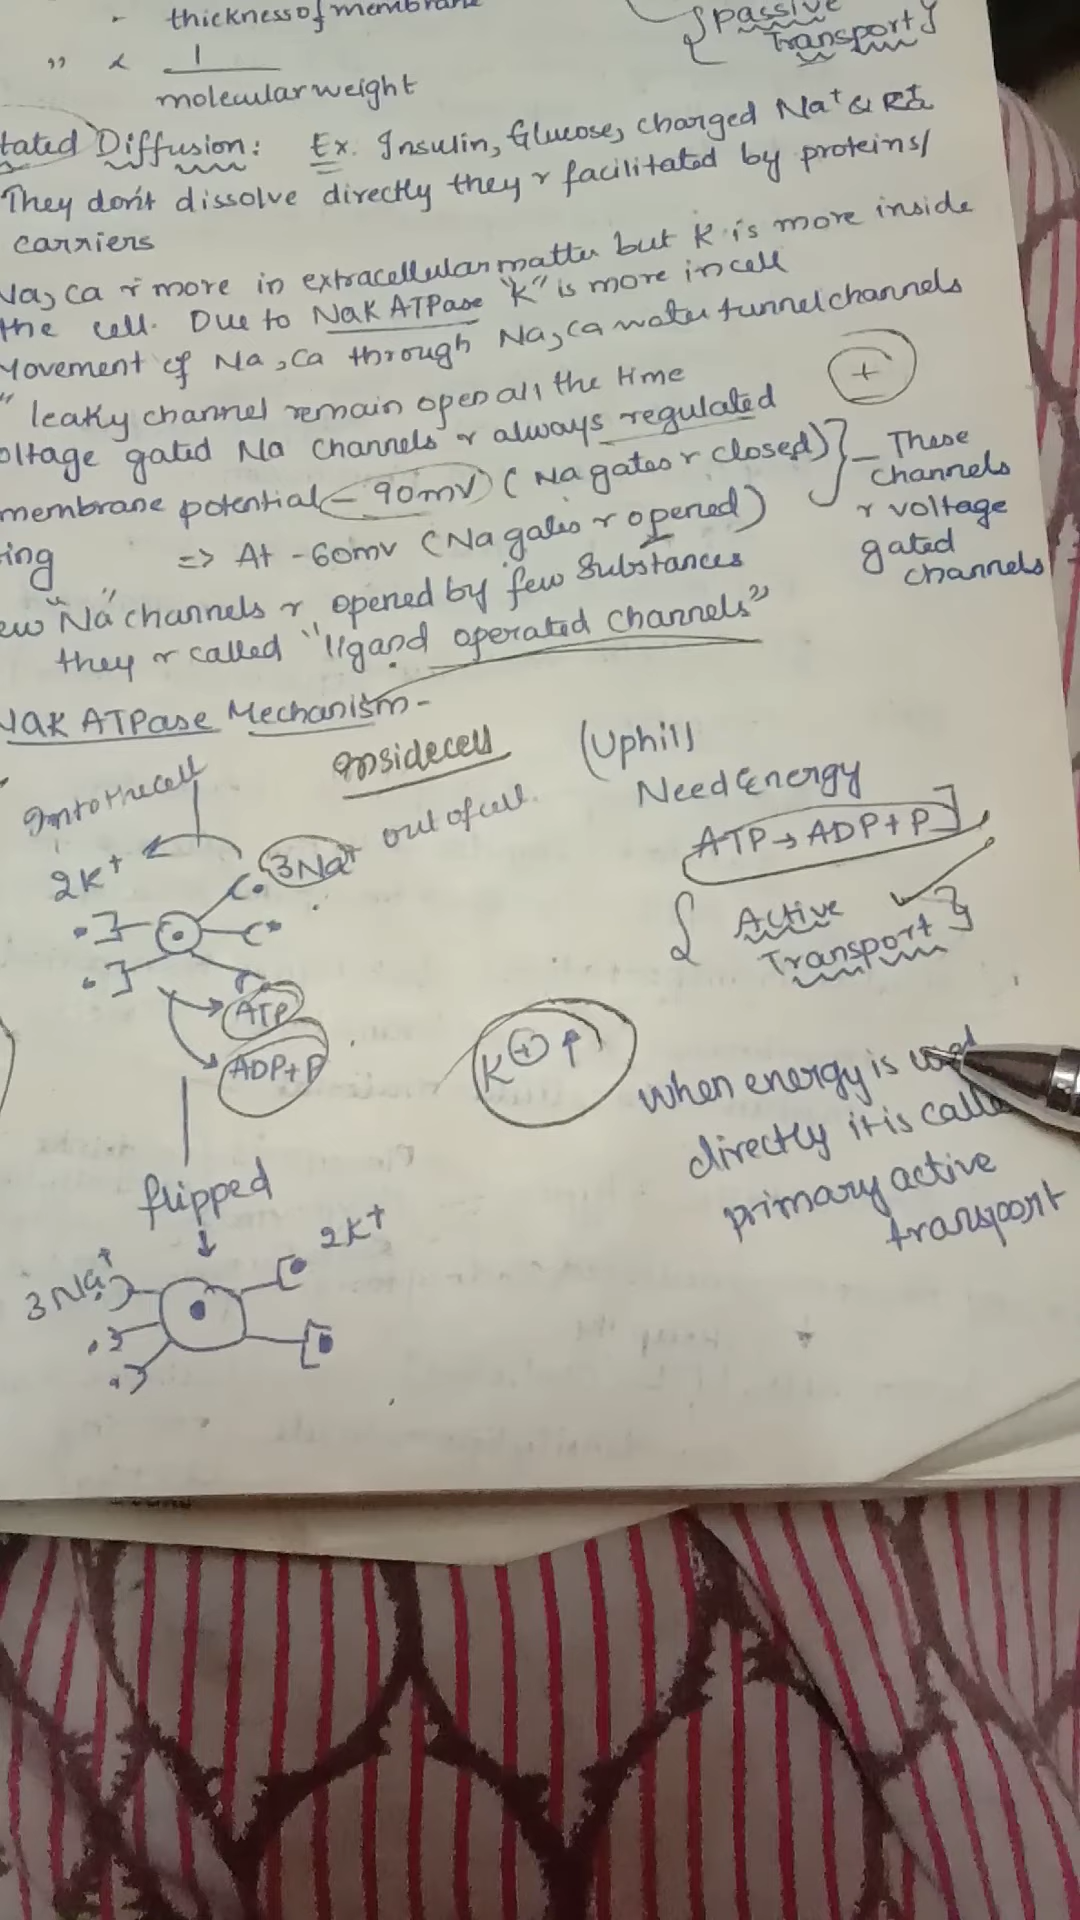 thickness of membrane
{ Passive
Transport }
" ∝ 1
molecular weight
tated Diffusion: Ex. Insulin, Glucose, charged Na+ &
They don't dissolve directly they r facilitated by proteins/
carriers
Na, Ca r more in extracellular matter but K is more inside
the cell. Due to NaK ATPase "K" is more in cell
Movement of Na, Ca through Na, Ca water tunnel channels
" leaky channel remain open all the time
+
oltage gated Na channels r always regulated
membrane potential - 90mv (Na gates r closed) } - These
channels
r voltage
gated
channels
ing => At -60mv (Na gates r opened)
ew "Na" channels r opened by few substances
they r called "ligand operated channels"
NaK ATPase Mechanism-
Into the cell
Inside cell
(Uphill
Need Energy
ATP → ADP + P]
2K+
3Na+
out of cell.
{ Active
Transport }
ATP
ADP+P
K + ↑
When energy is used
directly it is calle
primary active
transport
flipped
↓
3Na+
2K+